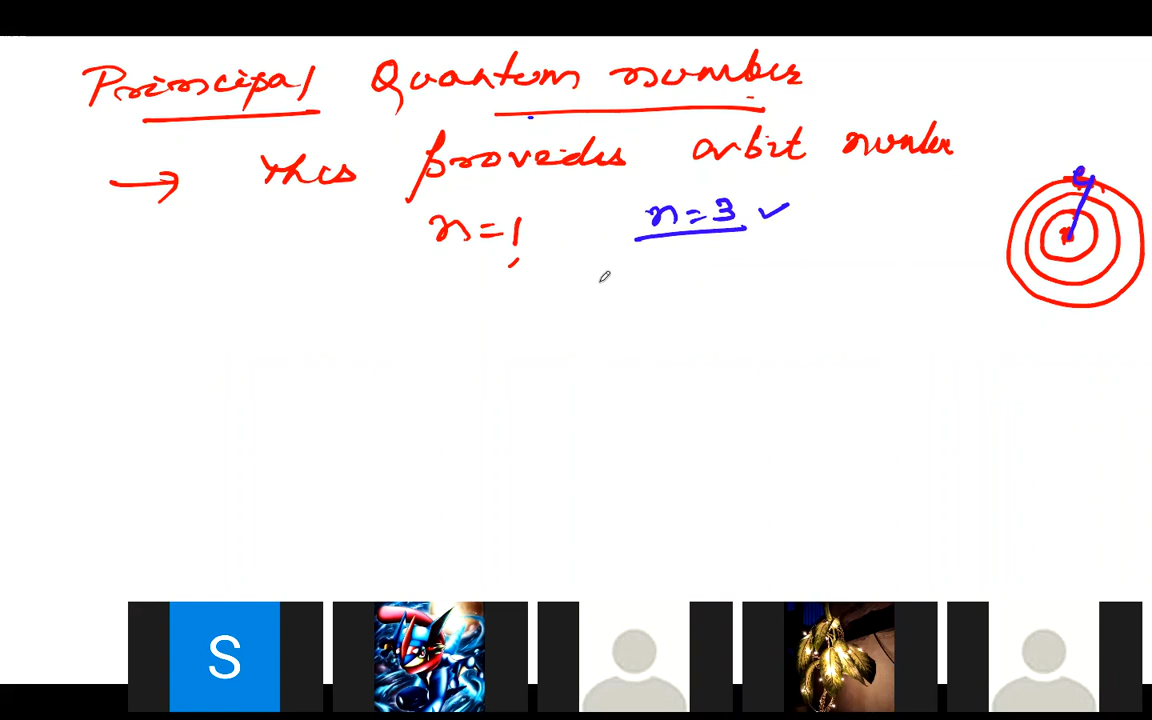 Principal Quantum number
→ This provides orbit number
n=1, n=3 ✓
e
n
S